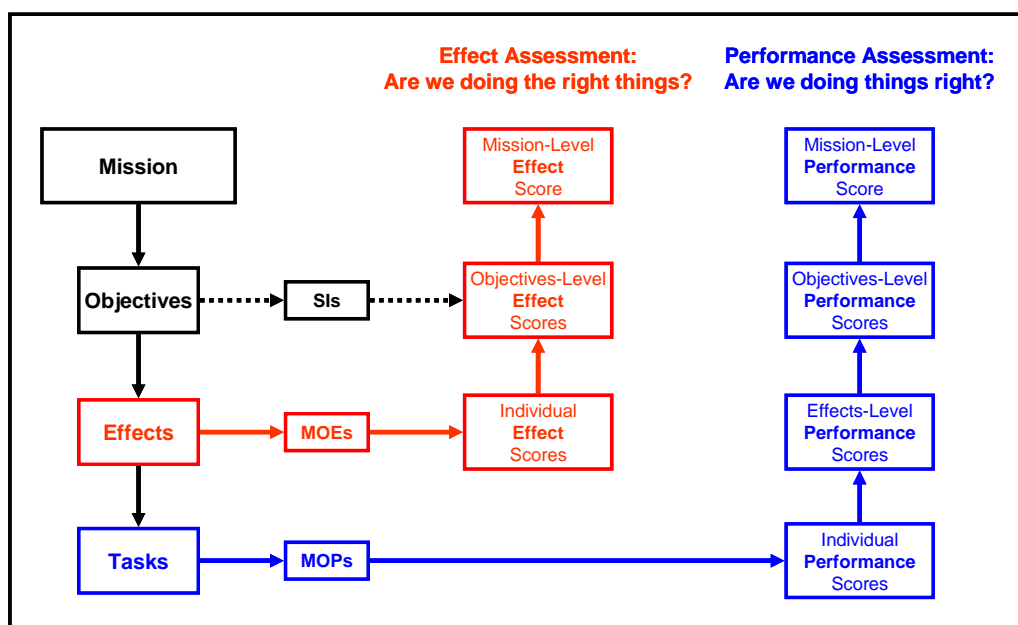 Effect Assessment:
Are we doing the right things?
Performance Assessment:
Are we doing things right?
Mission
Mission-Level
Effect
Score
Mission-Level
Performance
Score
Objectives
SIs
Objectives-Level
Effect
Scores
Objectives-Level
Performance
Scores
Effects
MOEs
Individual
Effect
Scores
Effects-Level
Performance
Scores
Tasks
MOPs
Individual
Performance
Scores